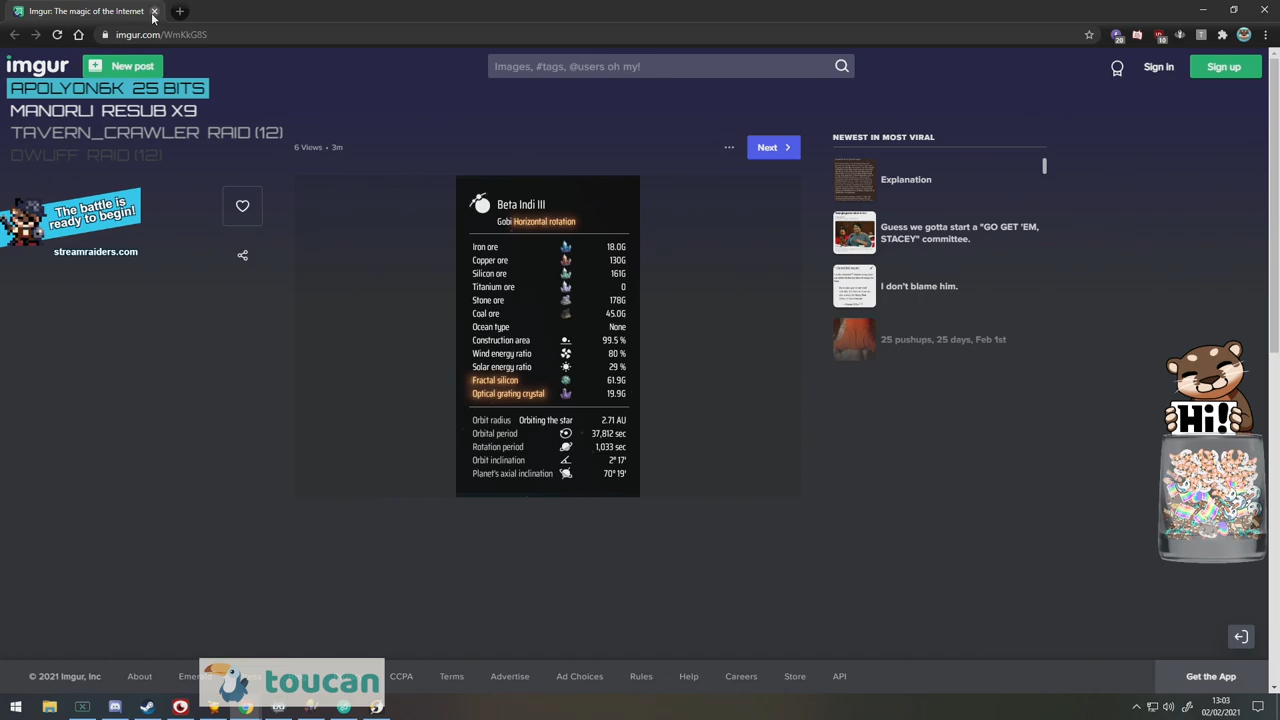 Imgur: The magic of the Internet
imgur.com/WmKkG8S
20
10
imgur
New post
Images, #tags, @users oh my!
Sign in
Sign up
APOLYON6K 25 BITS
MANORLI RESUB X9
TAVERN_CRAWLER RAID (12)
DWUFF RAID (12)
6 Views • 3m
Next
NEWEST IN MOST VIRAL
Explanation
Guess we gotta start a "GO GET 'EM,
STACEY" committee.
I don't blame him.
25 pushups, 25 days, Feb 1st
The battle is
ready to begin!
streamraiders.com
Beta Indi III
Gobi Horizontal rotation
Iron ore 18.0G
Copper ore 130G
Silicon ore 161G
Titanium ore 0
Stone ore 178G
Coal ore 45.0G
Ocean type None
Construction area 99.5 %
Wind energy ratio 80 %
Solar energy ratio 29 %
Fractal silicon 61.9G
Optical grating crystal 19.9G
Orbit radius Orbiting the star 2.71 AU
Orbital period 37,812 sec
Rotation period 1,033 sec
Orbit inclination 2° 17'
Planet's axial inclination 70° 19'
Hi!
© 2021 Imgur, Inc
About
toucan
CCPA
Terms
Advertise
Ad Choices
Rules
Help
Careers
Store
API
Get the App
13:03
02/02/2021